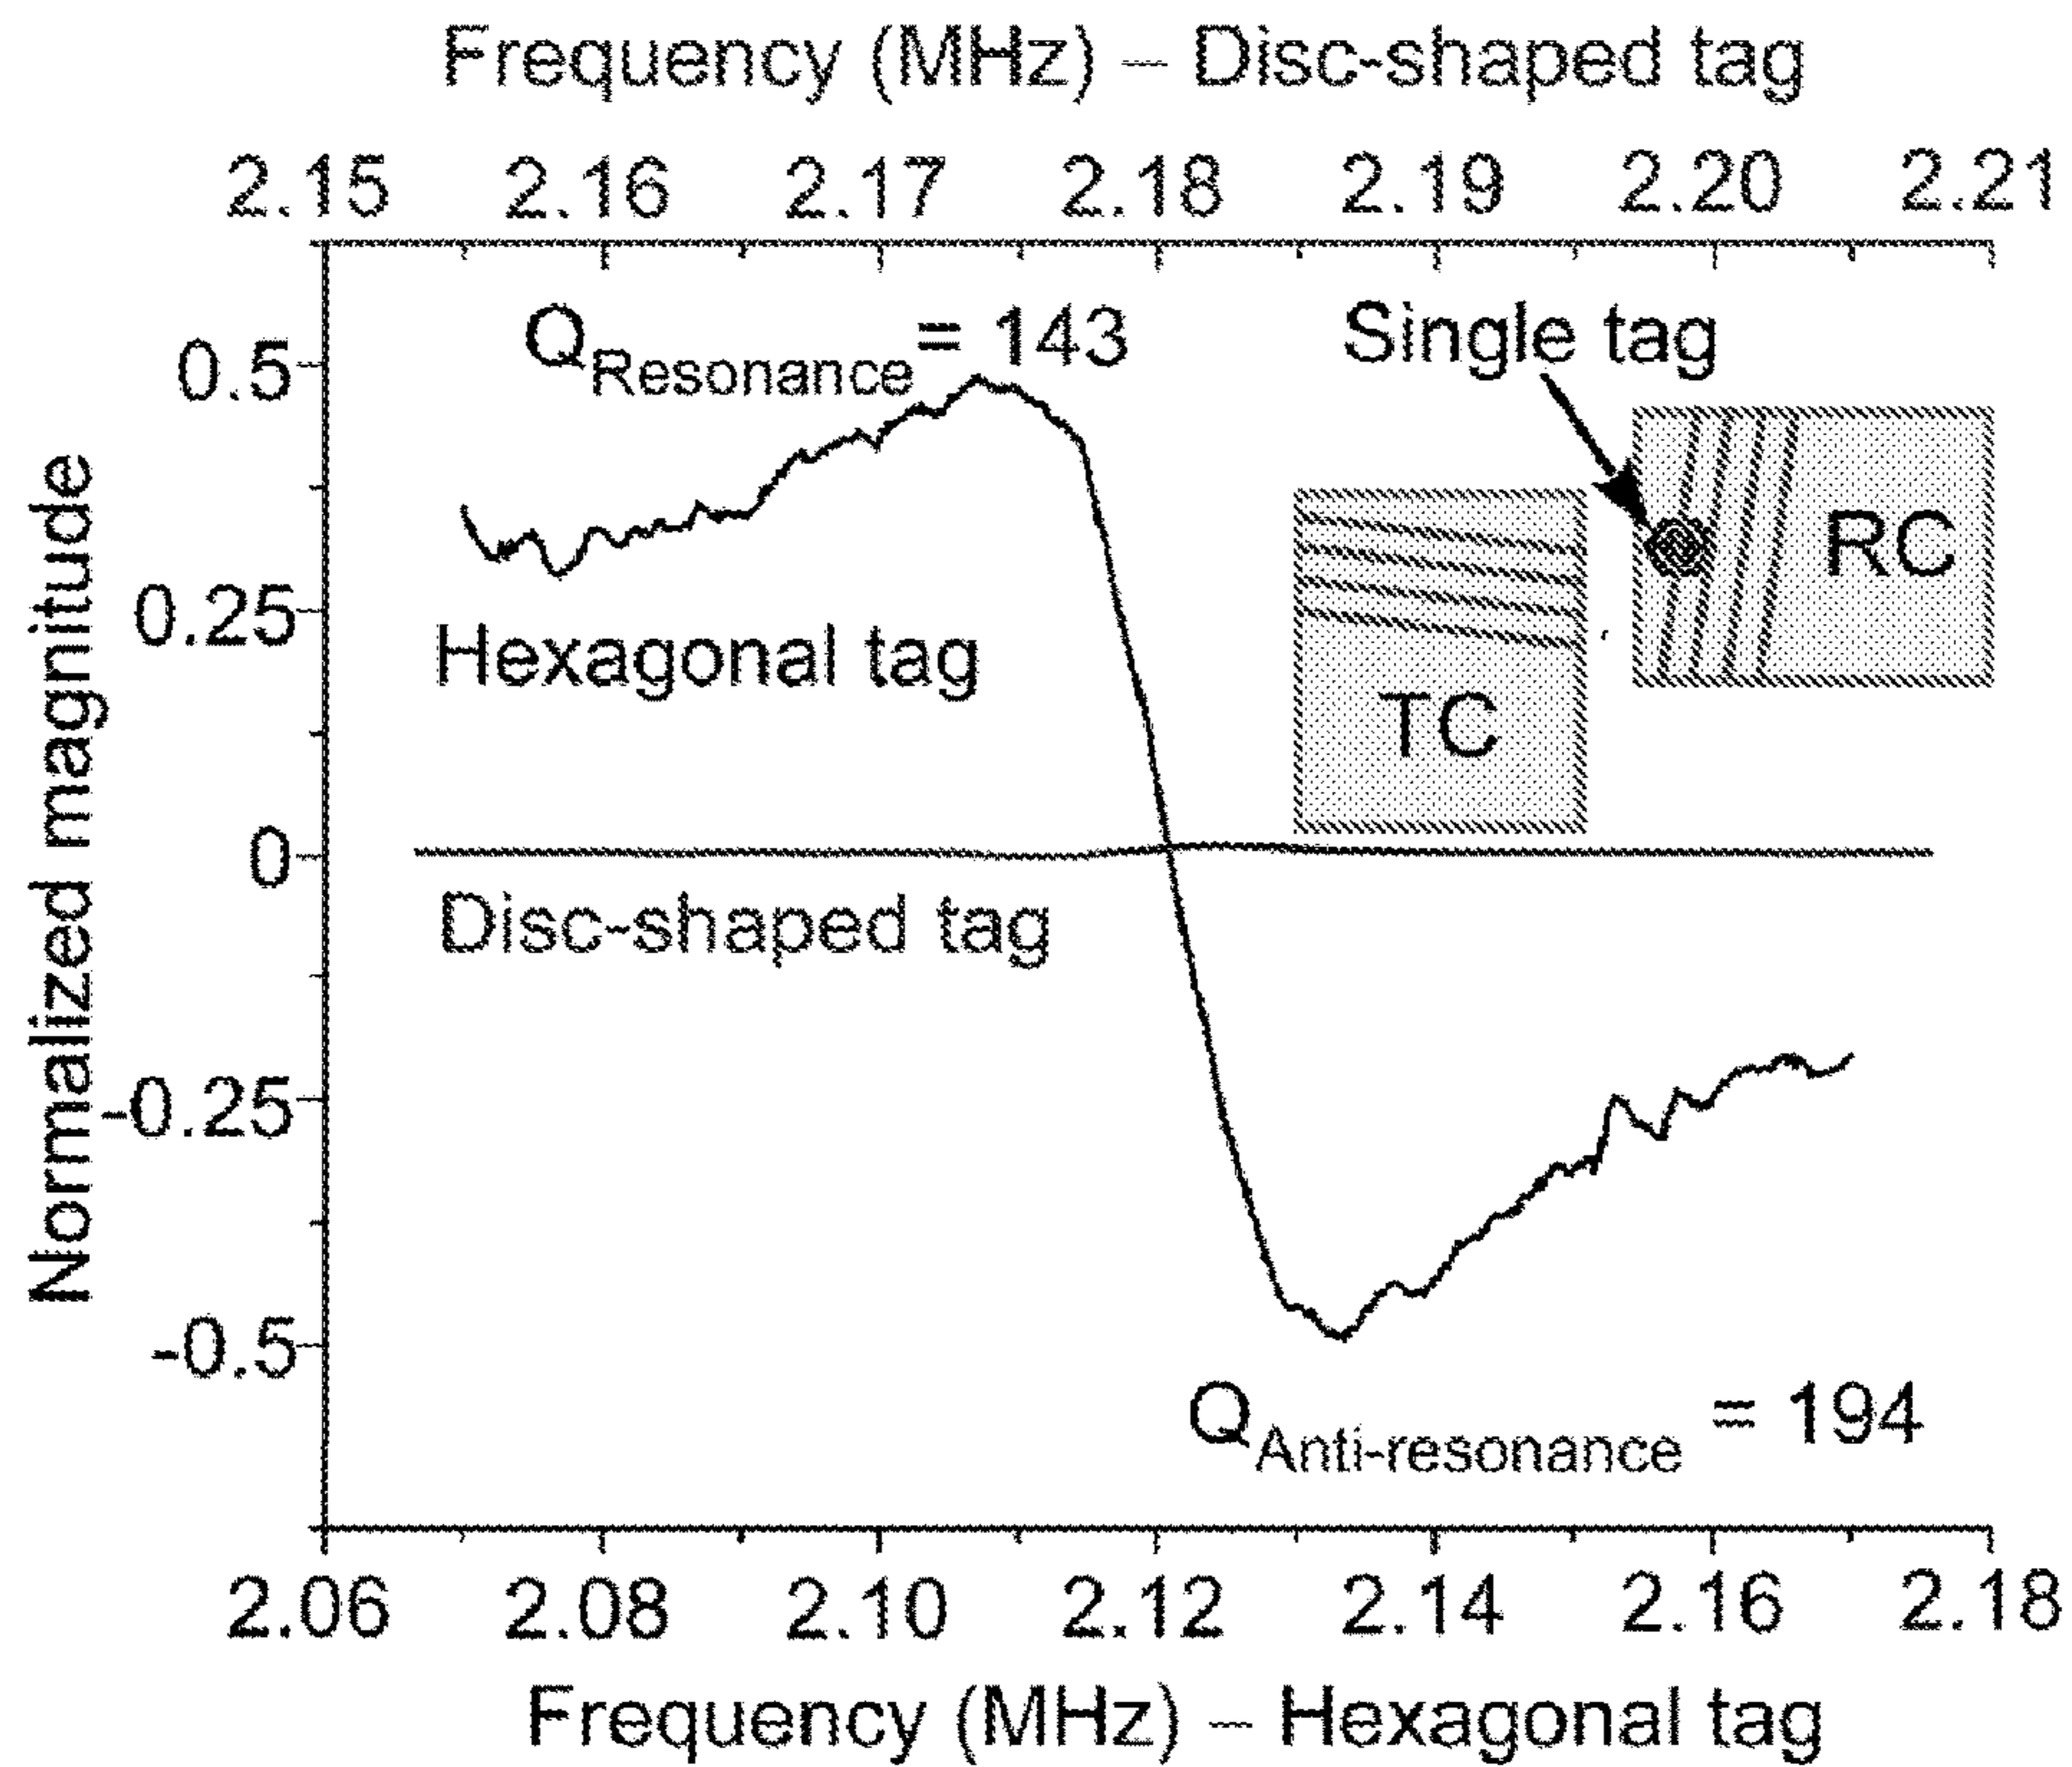 Frequency (MHz) – Disc-shaped tag
2.15 2.16 2.17 2.18 2.19 2.20 2.21
Q Resonance = 143
Single tag
0.5
RC
0.25
Hexagonal tag
TC
Normalized magnitude
0
Disc-shaped tag
-0.25
-0.5
Q Anti-resonance = 194
2.06 2.08 2.10 2.12 2.14 2.16 2.18
Frequency (MHz) – Hexagonal tag